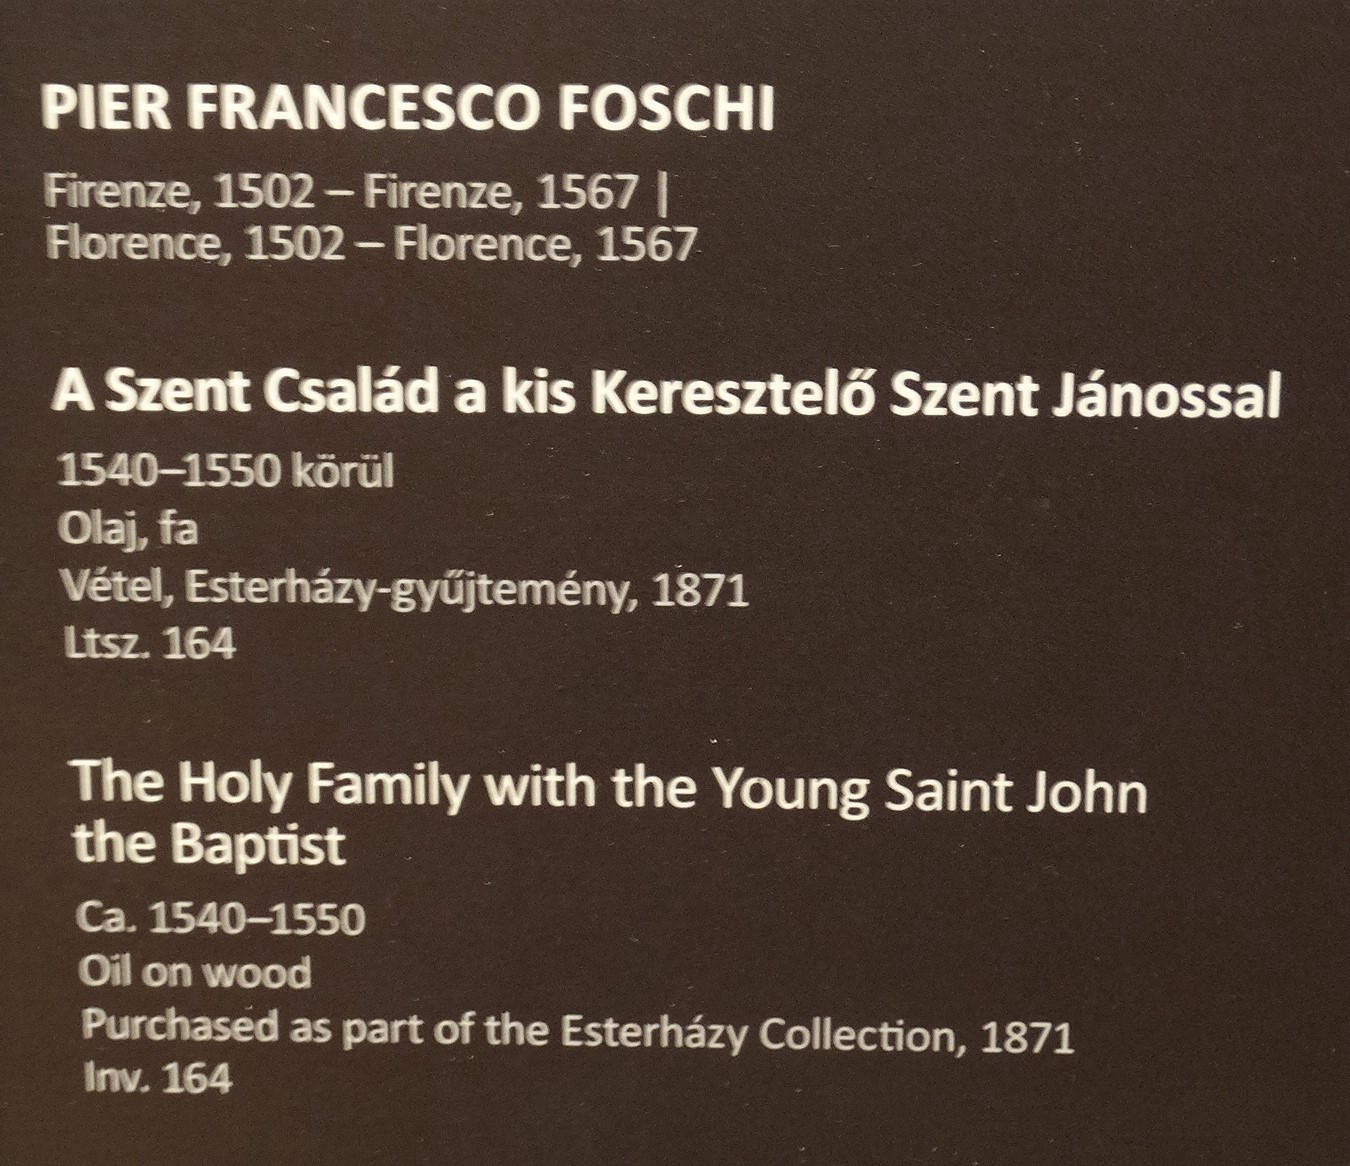 PIER FRANCESCO FOSCHI
Firenze, 1502 – Firenze, 1567 |
Florence, 1502 – Florence, 1567
A Szent Család a kis Keresztelő Szent Jánossal
1540–1550 körül
Olaj, fa
Vétel, Esterházy-gyűjtemény, 1871
Ltsz. 164
The Holy Family with the Young Saint John
the Baptist
Ca. 1540–1550
Oil on wood
Purchased as part of the Esterházy Collection, 1871
Inv. 164